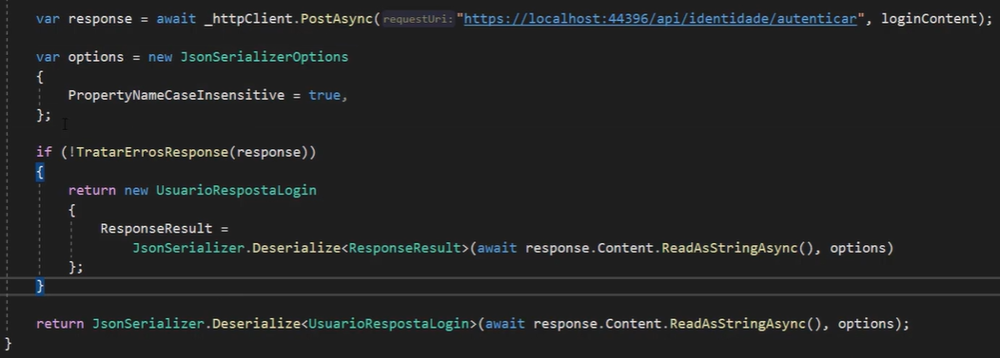 var response = await _httpClient.PostAsync(requestUri:"https://localhost:44396/api/identidade/autenticar", loginContent);
var options = new JsonSerializerOptions
{
PropertyNameCaseInsensitive = true,
};
if (!TratarErrosResponse(response))
{
return new UsuarioRespostaLogin
{
ResponseResult =
JsonSerializer.Deserialize<ResponseResult>(await response.Content.ReadAsStringAsync(), options)
};
}
return JsonSerializer.Deserialize<UsuarioRespostaLogin>(await response.Content.ReadAsStringAsync(), options);
}